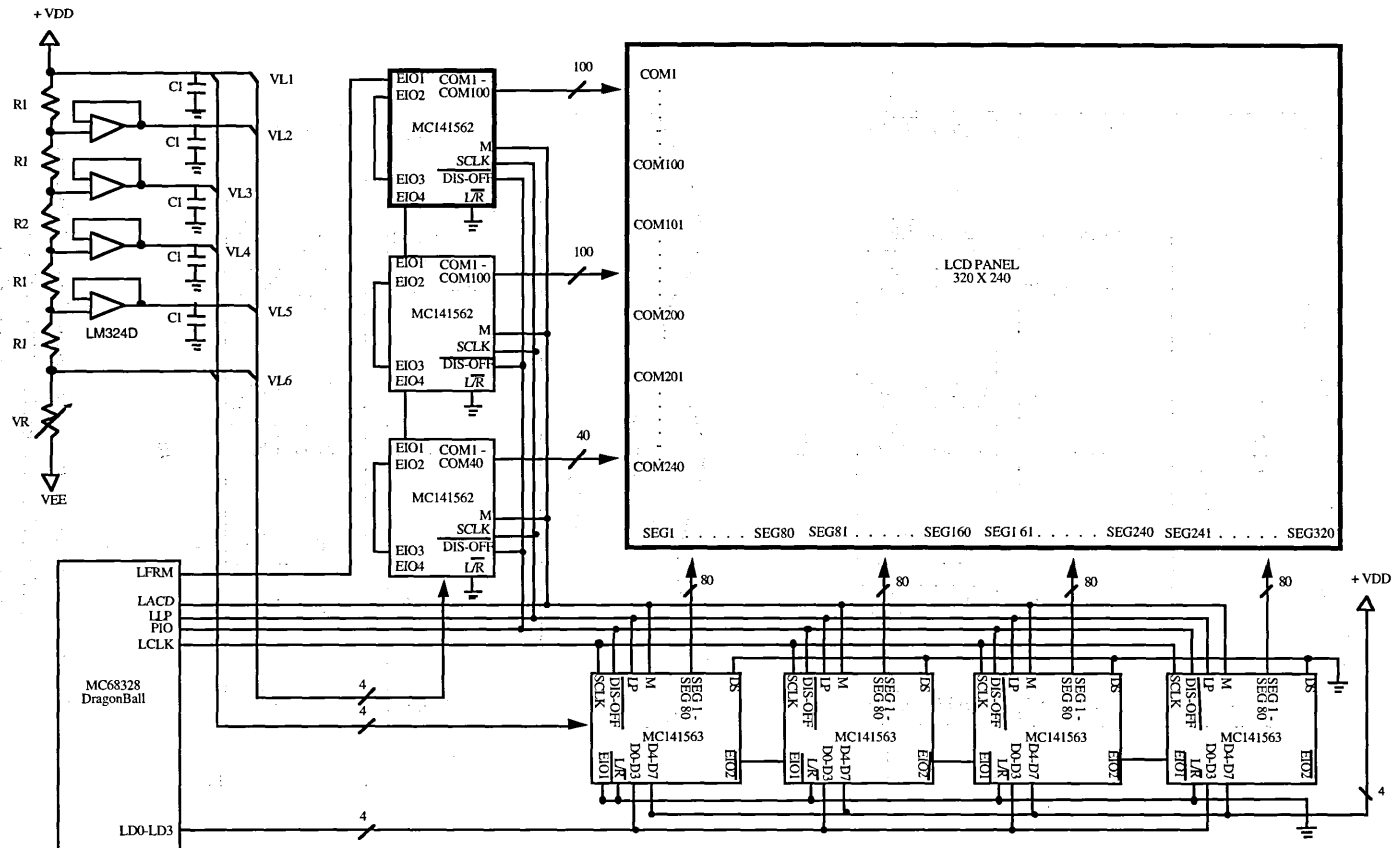 + VDD
R1
R1
R2
R1
R1
VR
VEE
LM324D
C1
C1
C1
C1
C1
VL1
VL2
VL3
VL4
VL5
VL6
EIO1
EIO2
COM1 -
COM100
MC141562
M
SCLK
DIS-OFF
EIO3
EIO4
L/R
100
EIO1
EIO2
COM1 -
COM100
MC141562
M
SCLK
DIS-OFF
EIO3
EIO4
L/R
100
EIO1
EIO2
COM1 -
COM40
MC141562
M
SCLK
DIS-OFF
EIO3
EIO4
L/R
40
COM1
COM100
COM101
COM200
COM201
COM240
LCD PANEL
320 X 240
SEG1 . . . . . . SEG80 SEG81 . . . . . . SEG160 SEG1 61 . . . . . . SEG240 SEG241 . . . . . . SEG320
80
80
80
80
+ VDD
LFRM
LACD
LLP
PIO
LCLK
MC68328
DragonBall
LD0-LD3
4
4
4
4
SCLK
DIS-OFF
LP
M
SEG 1 -
SEG 80
DS
MC141563
EIO1
L/R
D0-D3
D4-D7
EIO2
SCLK
DIS-OFF
LP
M
SEG 1 -
SEG 80
DS
MC141563
EIO1
L/R
D0-D3
D4-D7
EIO2
SCLK
DIS-OFF
LP
M
SEG 1 -
SEG 80
DS
MC141563
EIO1
L/R
D0-D3
D4-D7
EIO2
SCLK
DIS-OFF
LP
M
SEG 1 -
SEG 80
DS
MC141563
EIO1
L/R
D0-D3
D4-D7
EIO2